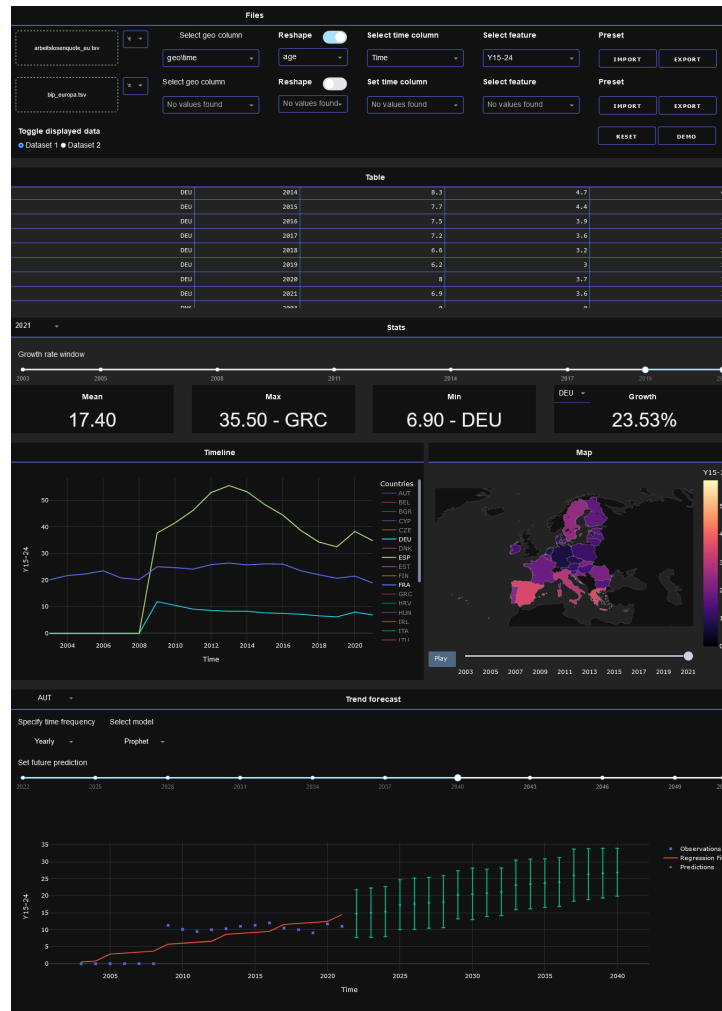 Files
Select geo column Reshape Select time column Select feature Preset
arbeitslosenquote_eu.tsv
geo\time age Time Y15-24 IMPORT EXPORT
Select geo column Reshape Set time column Select feature Preset
bip_europa.tsv
No values found No values found No values found No values found IMPORT EXPORT
Toggle displayed data
Dataset 1 Dataset 2
RESET DEMO
Table
DEU 2014 8.3 4.7
DEU 2015 7.7 4.4
DEU 2016 7.5 3.9
DEU 2017 7.2 3.6
DEU 2018 6.6 3.2
DEU 2019 6.2 3
DEU 2020 8 3.7
DEU 2021 6.9 3.6
2021 Stats
Growth rate window
2003 2005 2008 2011 2014 2017 2019
Mean Max Min DEU Growth
17.40 35.50 - GRC 6.90 - DEU 23.53%
Timeline Map
Countries
AUT
BEL
BGR
CYP
CZE
DEU
DNK
ESP
EST
FIN
FRA
GRC
HRV
HUN
IRL
ITA
50
40
30
20
10
0
Y15-24
2004 2006 2008 2010 2012 2014 2016 2018 2020
Time
Play
2003 2005 2007 2009 2011 2013 2015 2017 2019 2021
AUT Trend forecast
Specify time frequency Select model
Yearly Prophet
Set future prediction
2022 2025 2028 2031 2034 2037 2040 2043 2046 2049
35
30
25
20
15
10
5
0
Y15-24
2005 2010 2015 2020 2025 2030 2035 2040
Time
Observations
Regression Fi
Predictions